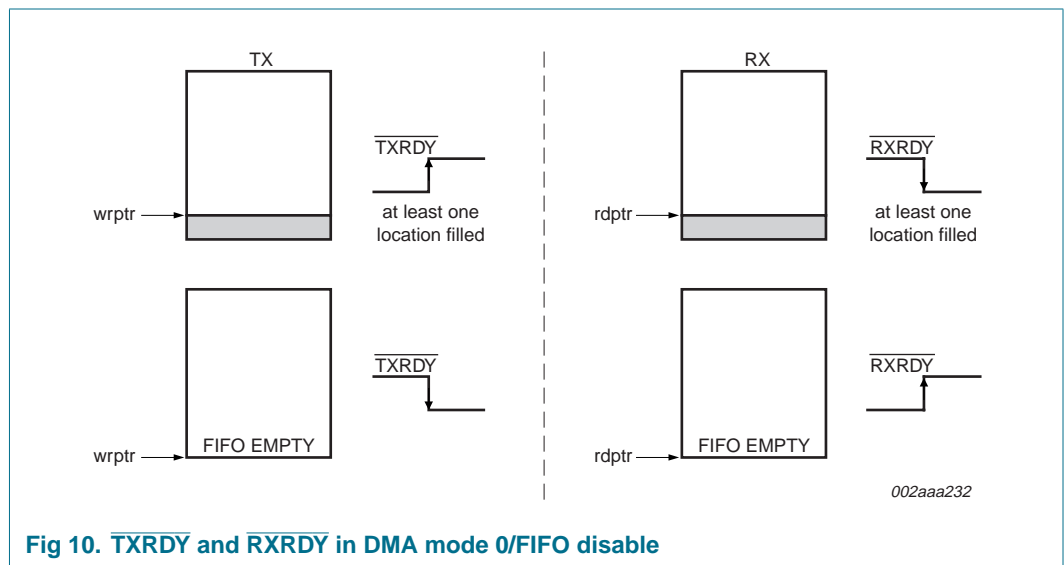 TX
TXRDY
wrptr
at least one
location filled
TXRDY
FIFO EMPTY
wrptr
RX
RXRDY
rdptr
at least one
location filled
RXRDY
FIFO EMPTY
rdptr
002aaa232
Fig 10. TXRDY and RXRDY in DMA mode 0/FIFO disable